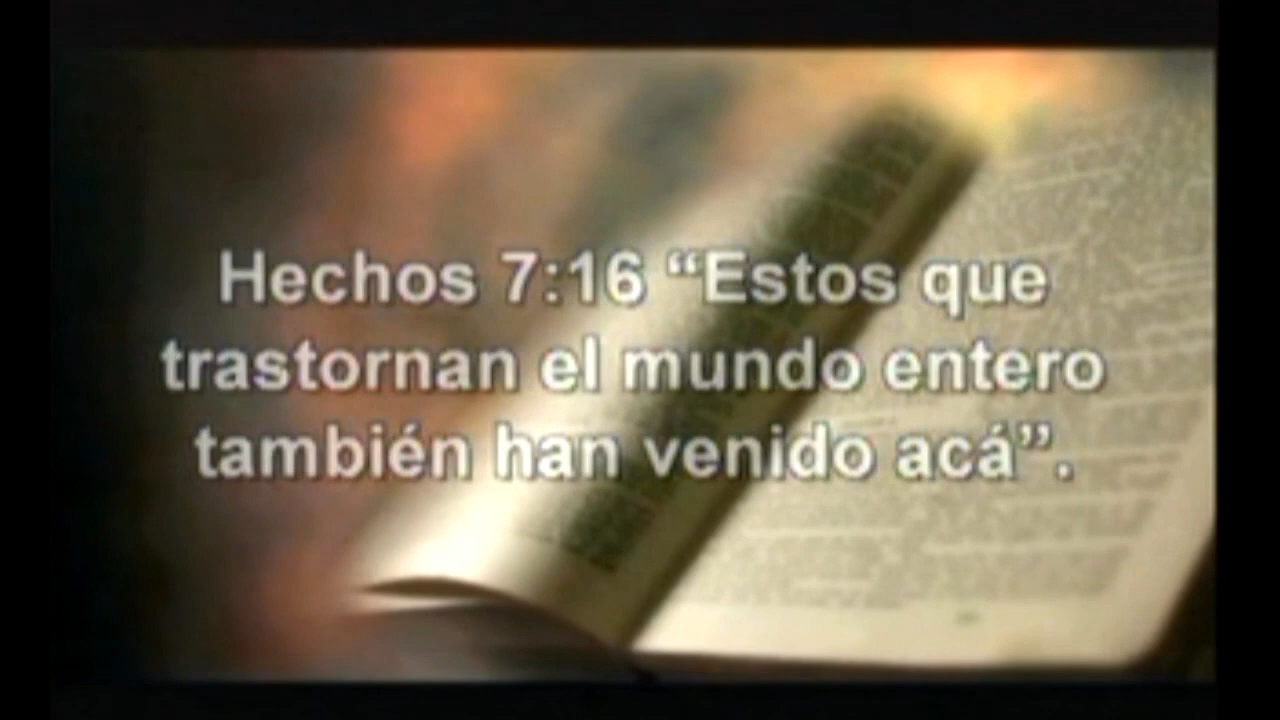 Hechos 7:16 “Estos que
trastornan el mundo entero
también han venido acá”.